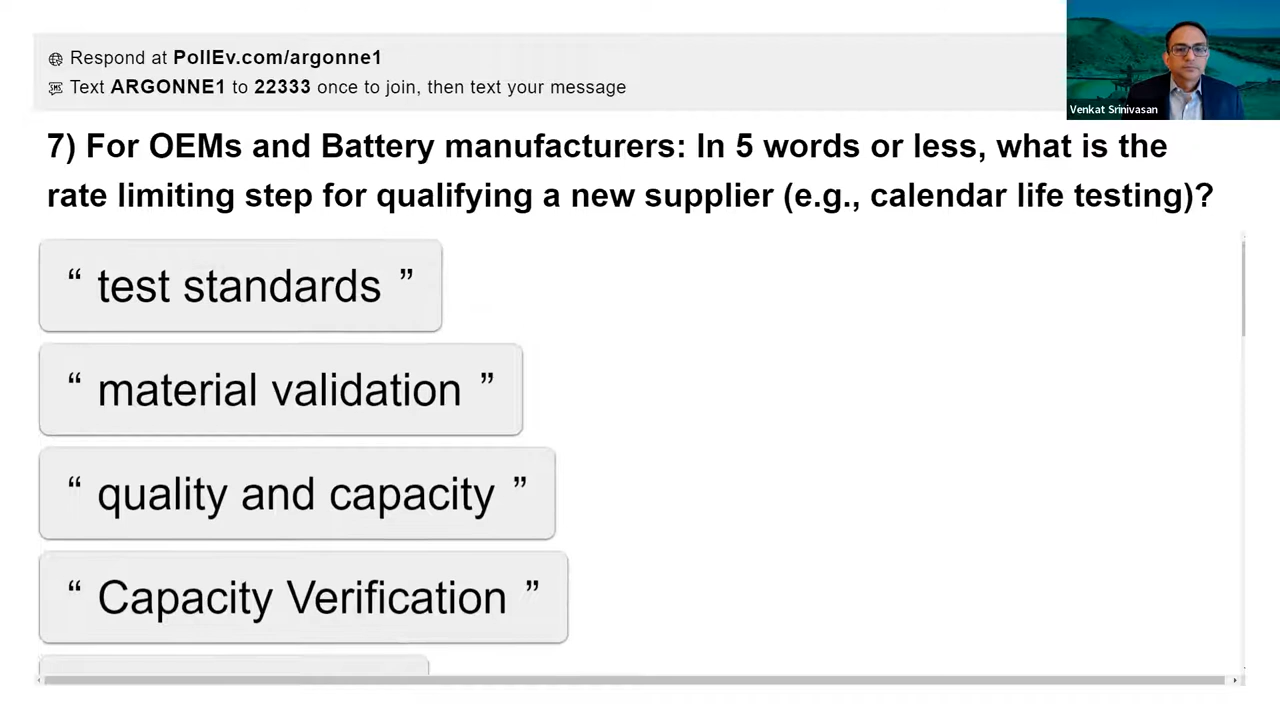 Respond at PollEv.com/argonne1
Text ARGONNE1 to 22333 once to join, then text your message
Venkat Srinivasan
7) For OEMs and Battery manufacturers: In 5 words or less, what is the
rate limiting step for qualifying a new supplier (e.g., calendar life testing)?
“ test standards ”
“ material validation ”
“ quality and capacity ”
“ Capacity Verification ”